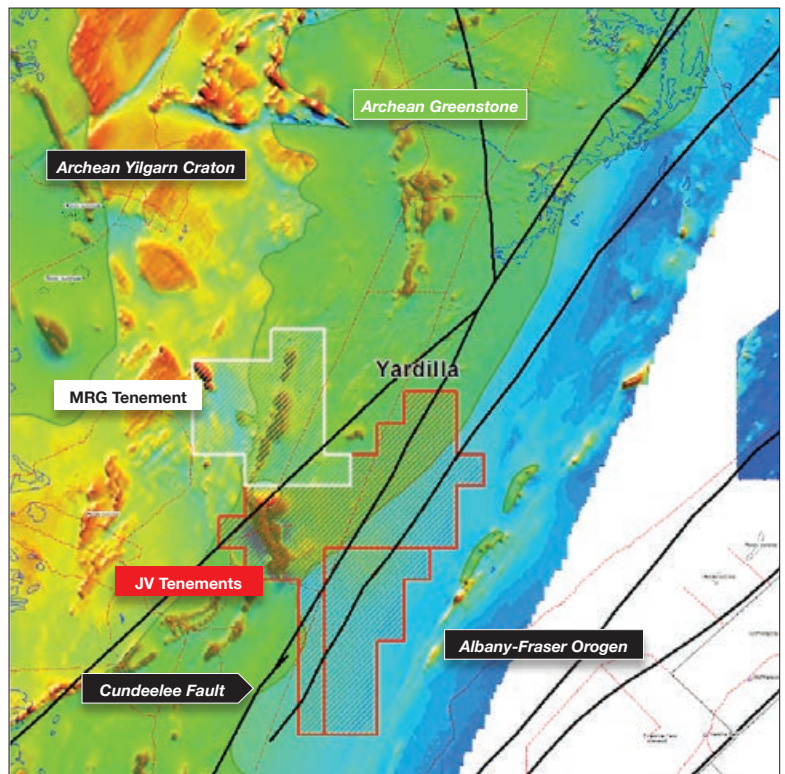 Archean Greenstone
Archean Yilgarn Craton
Yardilla
MRG Tenement
JV Tenements
Albany-Fraser Orogen
Cundeelee Fault